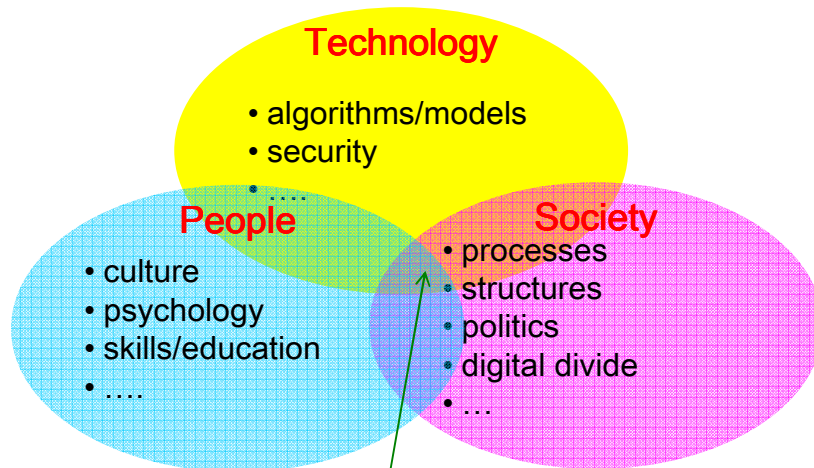 Technology
• algorithms/models
• security
• ....
People
• culture
• psychology
• skills/education
• ....
Society
• processes
• structures
• politics
• digital divide
• ...